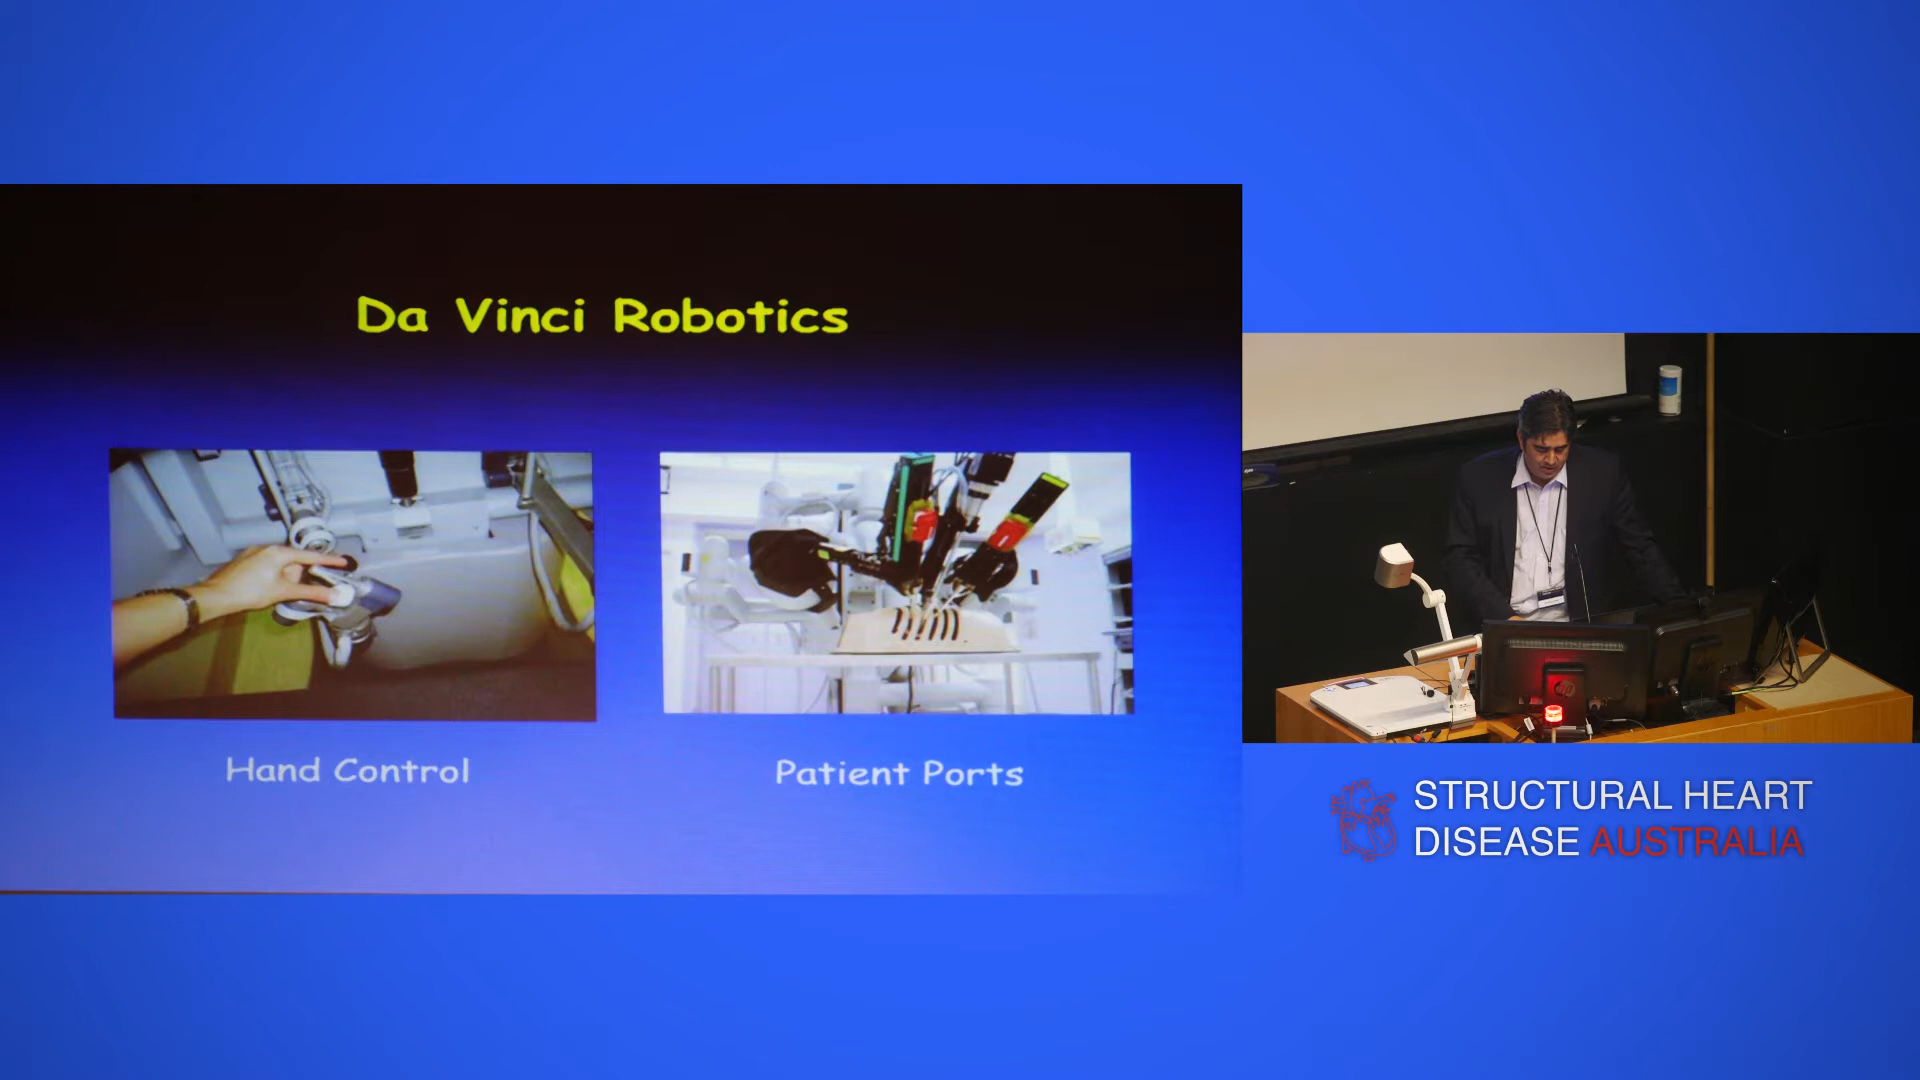 Da Vinci Robotics
Hand Control
Patient Ports
STRUCTURAL HEART
DISEASE AUSTRALIA